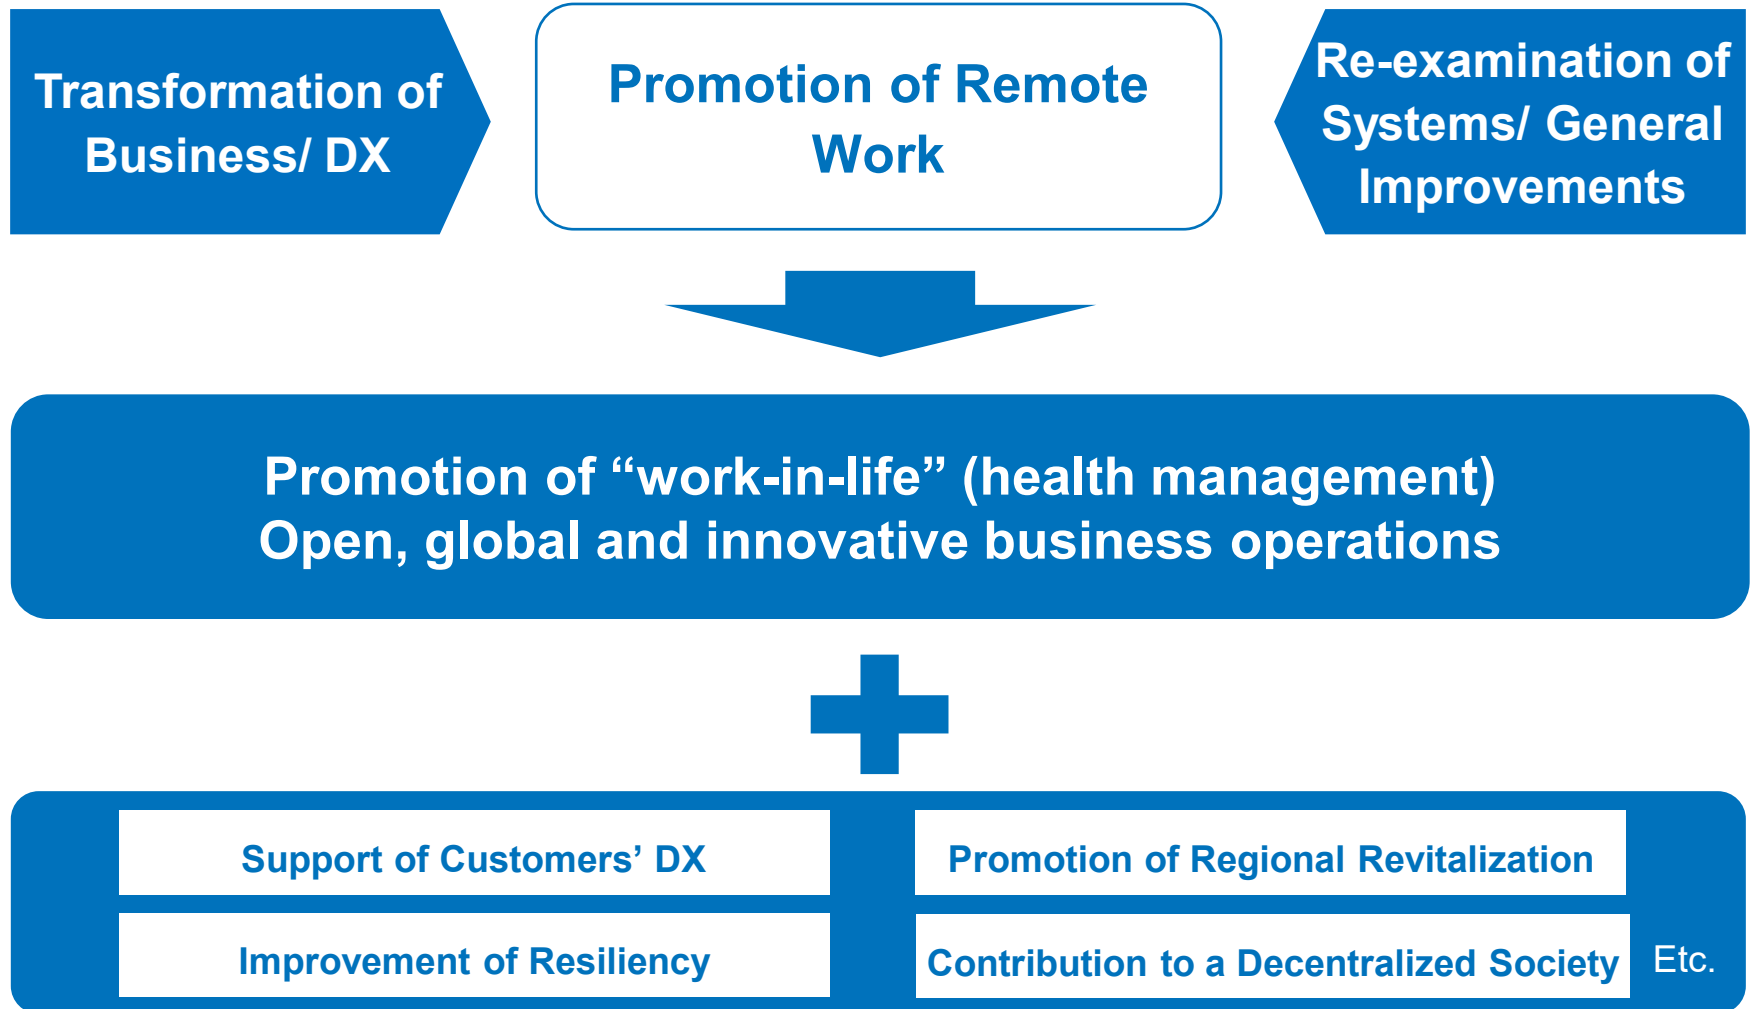 Transformation of
Business/ DX
Promotion of Remote
Work
Re-examination of
Systems/ General
Improvements
Promotion of “work-in-life” (health management)
Open, global and innovative business operations
Support of Customers’ DX
Promotion of Regional Revitalization
Improvement of Resiliency
Contribution to a Decentralized Society
Etc.